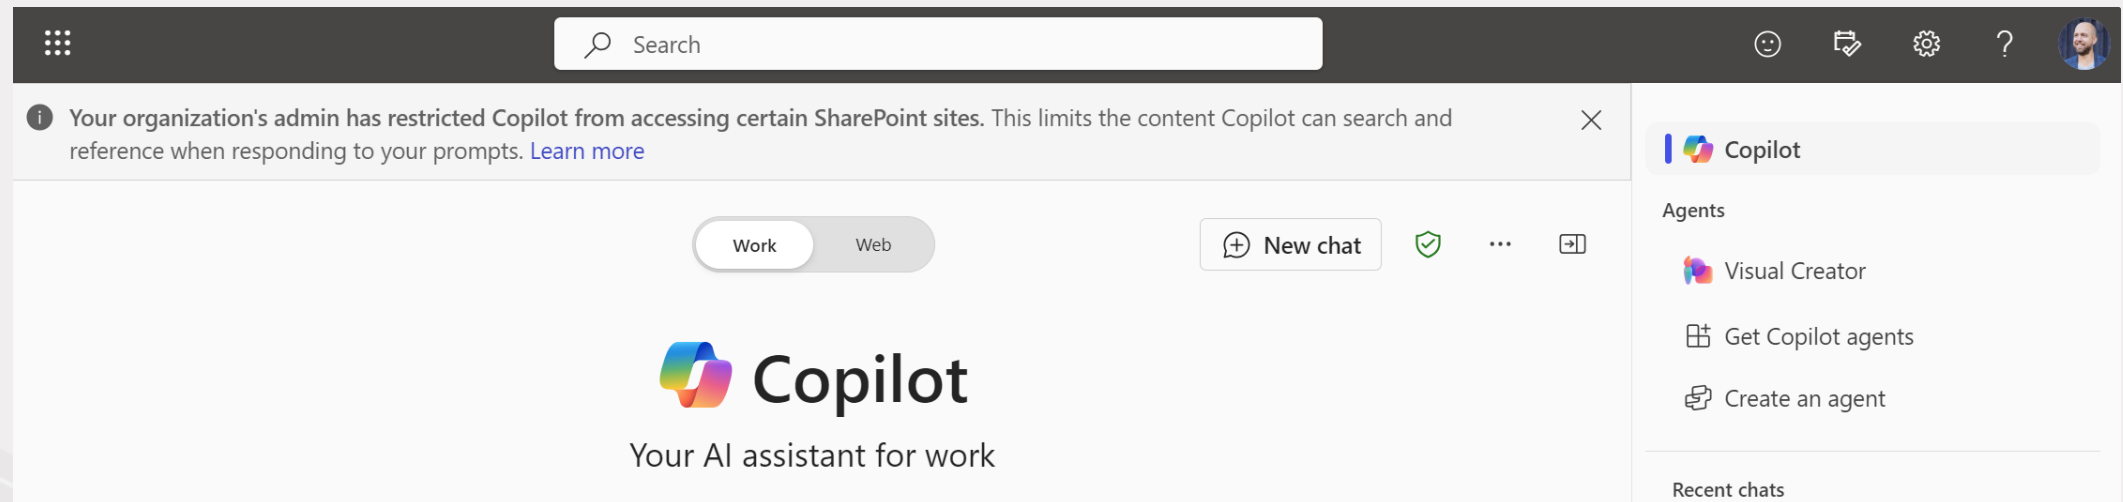 Search
Your organization's admin has restricted Copilot from accessing certain SharePoint sites. This limits the content Copilot can search and
reference when responding to your prompts. Learn more
Work
Web
New chat
Copilot
Your AI assistant for work
Copilot
Agents
Visual Creator
Get Copilot agents
Create an agent
Recent chats